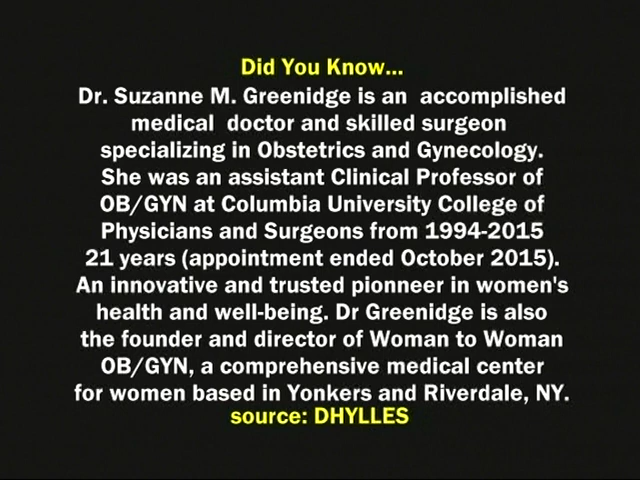 Did You Know...
Dr. Suzanne M. Greenidge is an  accomplished
medical  doctor and skilled surgeon
specializing in Obstetrics and Gynecology.
She was an assistant Clinical Professor of
OB/GYN at Columbia University College of
Physicians and Surgeons from 1994-2015
21 years (appointment ended October 2015).
An innovative and trusted pionneer in women's
health and well-being. Dr Greenidge is also
the founder and director of Woman to Woman
OB/GYN, a comprehensive medical center
for women based in Yonkers and Riverdale, NY.
source: DHYLLES